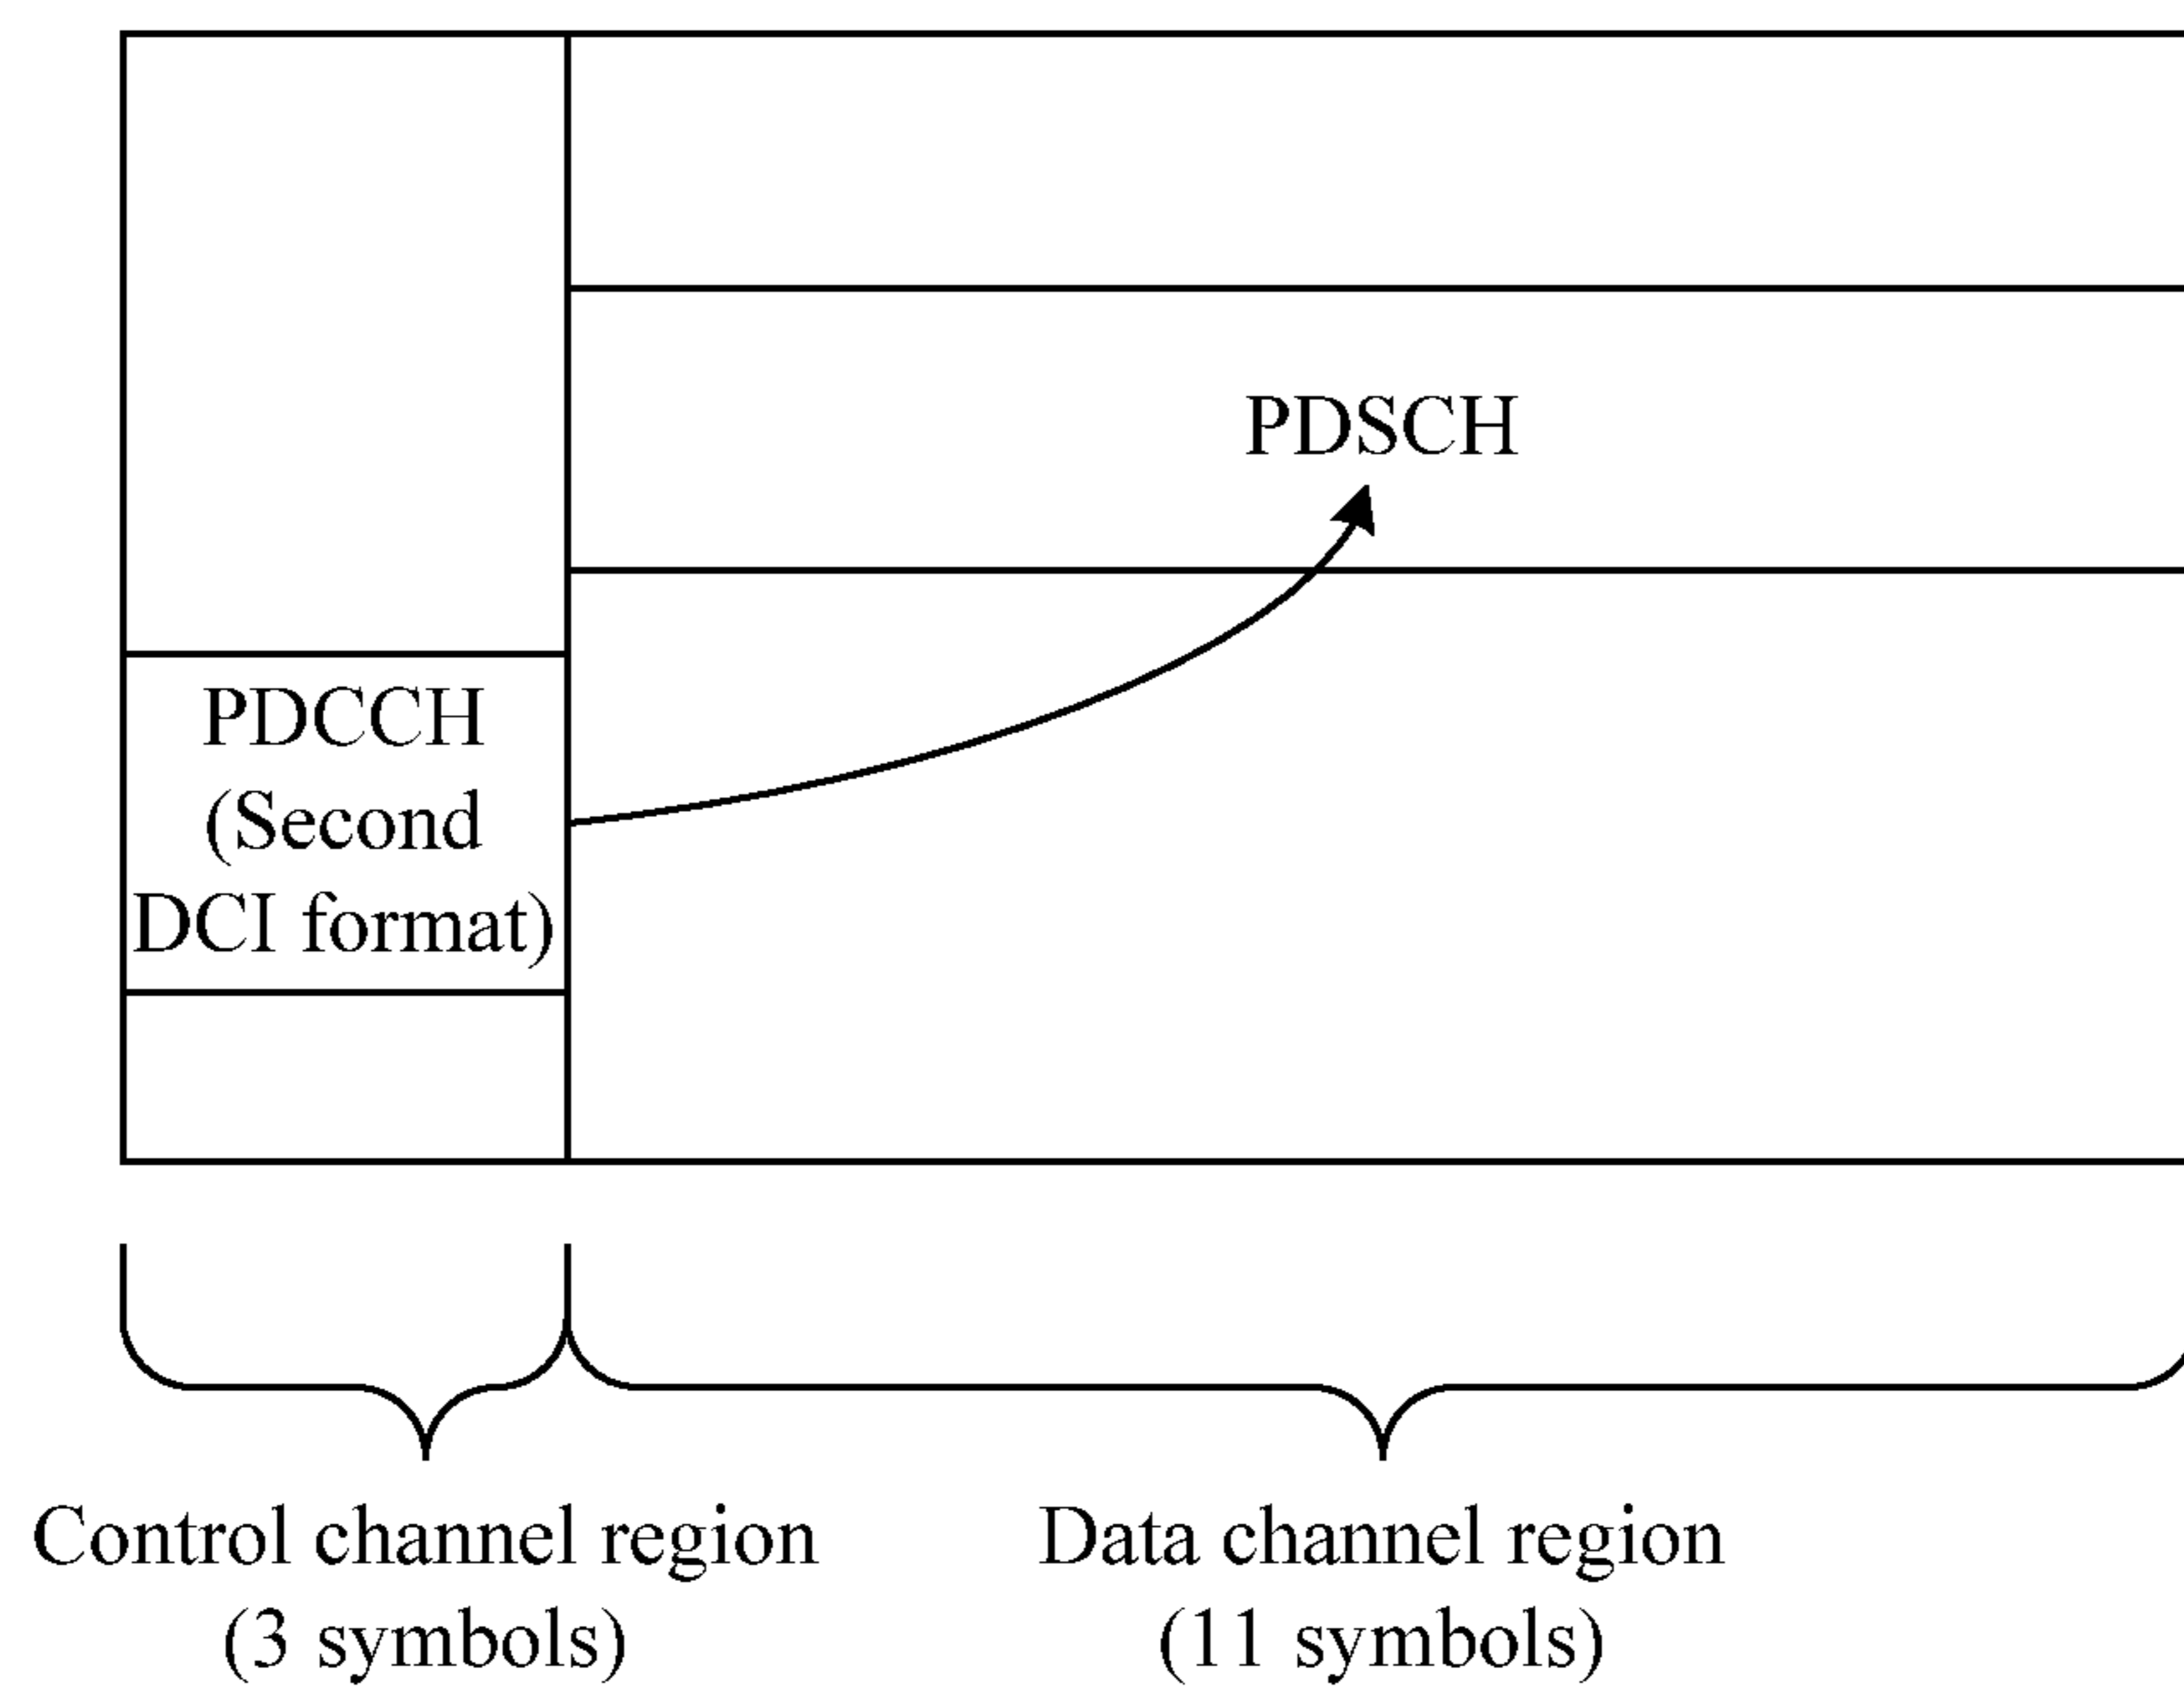 PDSCH
PDCCH
(Second
DCI format)
Control channel region
(3 symbols)
Data channel region
(11 symbols)